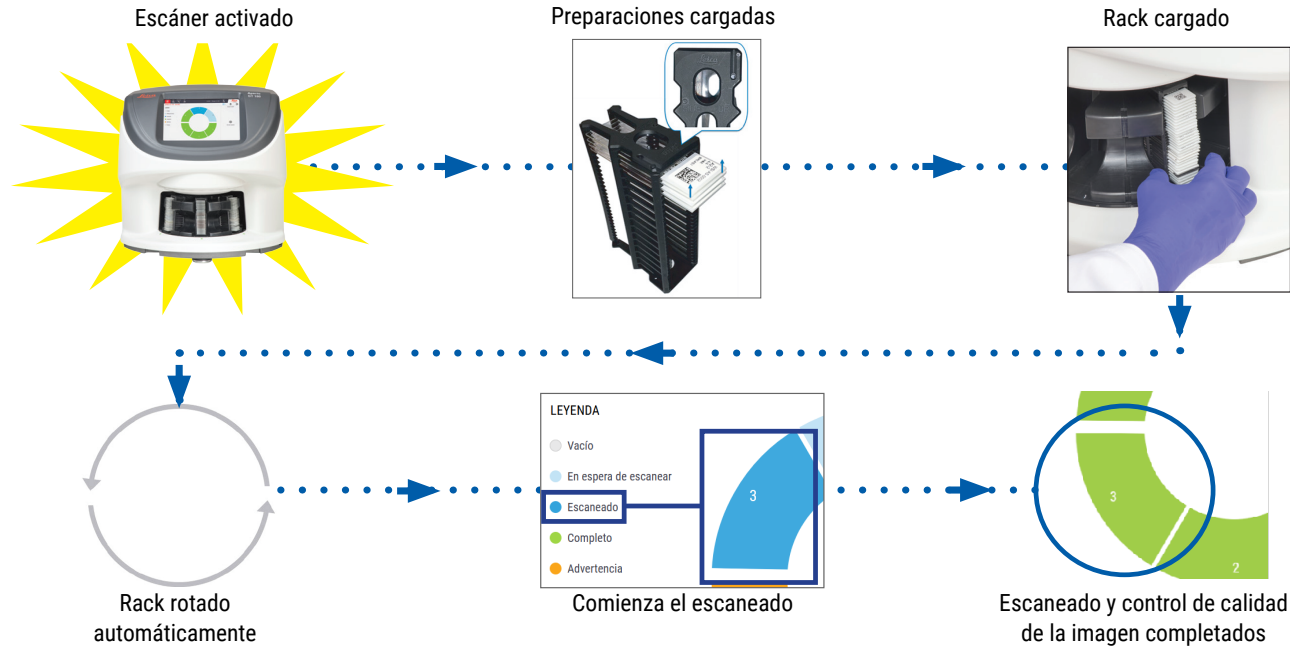 Escáner activado
Preparaciones cargadas
Rack cargado
LEYENDA
Vacío
En espera de escanear
Escaneado
Completo
Advertencia
3
3
2
Rack rotado
automáticamente
Comienza el escaneado
Escaneado y control de calidad
de la imagen completados